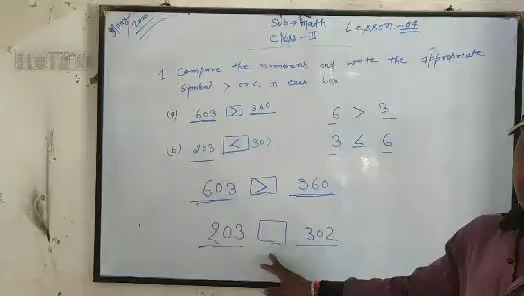 Sub→Math Lesson-04
Class-II
1 Compare the numbers and write the appropriate
symbol > or <. in each box
(a) 603 > 360 6 > 3
(b) 203 < 302 3 < 6
603 > 360
203 302